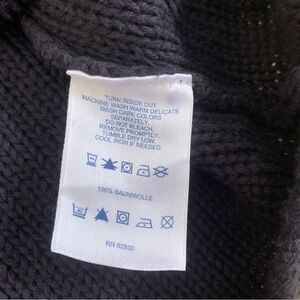 TURN INSIDE OUT.
MACHINE WASH WARM DELICATE.
WASH DARK COLORS
SEPARATELY.
DO NOT BLEACH.
REMOVE PROMPTLY.
TUMBLE DRY LOW.
COOL IRON IF NEEDED.
100% BAUMWOLLE
RN 62830